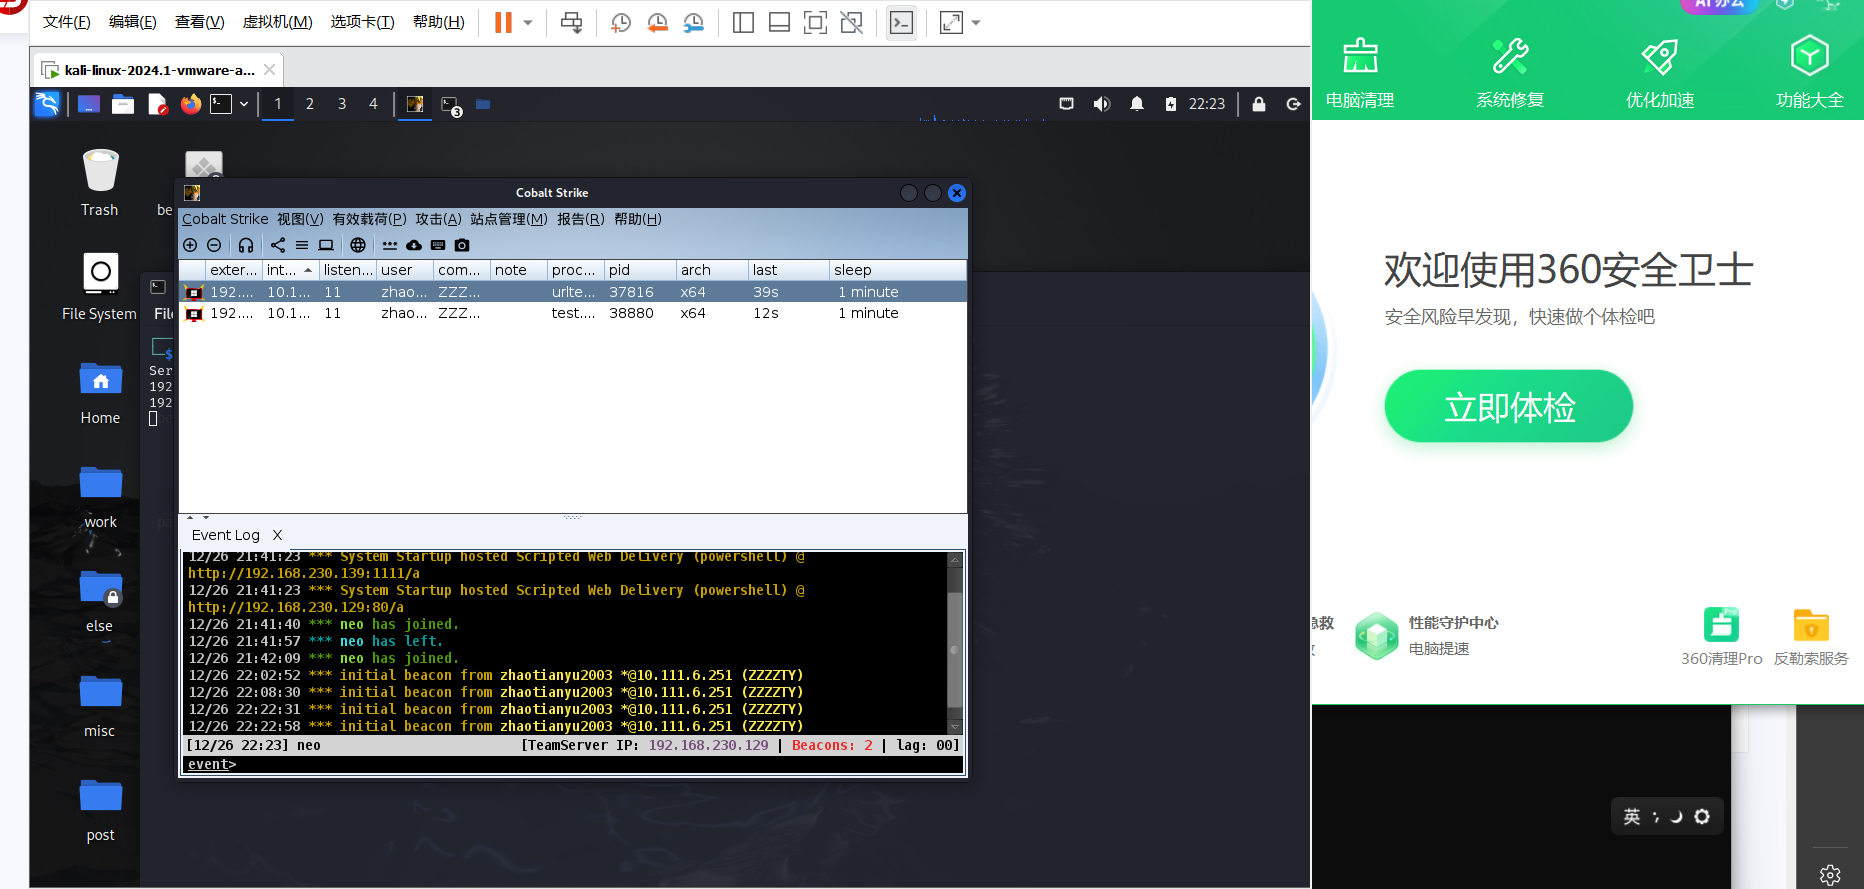 文件(F) 编辑(E) 查看(V) 虚拟机(M) 选项卡(T) 帮助(H)
kali-linux-2024.1-vmware-a...
1 2 3 4 3 22:23
Trash
be
File System
Home
work
else
misc
post
File
$
Ser
192
192
Cobalt Strike
Cobalt Strike 视图(V) 有效载荷(P) 攻击(A) 站点管理(M) 报告(R) 帮助(H)
exter... int... listen... user com... note proc... pid arch last sleep
192.... 10.1... 11 zhao... ZZZ... urlte... 37816 x64 39s 1 minute
192.... 10.1... 11 zhao... ZZZ... test.... 38880 x64 12s 1 minute
Event Log X
12/26 21:41:23 *** System Startup hosted Scripted Web Delivery (powershell) @
http://192.168.230.139:1111/a
12/26 21:41:23 *** System Startup hosted Scripted Web Delivery (powershell) @
http://192.168.230.129:80/a
12/26 21:41:40 *** neo has joined.
12/26 21:41:57 *** neo has left.
12/26 21:42:09 *** neo has joined.
12/26 22:02:52 *** initial beacon from zhaotianyu2003 *@10.111.6.251 (ZZZZTY)
12/26 22:08:30 *** initial beacon from zhaotianyu2003 *@10.111.6.251 (ZZZZTY)
12/26 22:22:31 *** initial beacon from zhaotianyu2003 *@10.111.6.251 (ZZZZTY)
12/26 22:22:58 *** initial beacon from zhaotianyu2003 *@10.111.6.251 (ZZZZTY)
[12/26 22:23] neo [TeamServer IP: 192.168.230.129 | Beacons: 2 | lag: 00]
event>
AI 办公
电脑清理 系统修复 优化加速 功能大全
欢迎使用360安全卫士
安全风险早发现，快速做个体检吧
立即体检
急救
性能守护中心
电脑提速
Pro
360清理Pro 反勒索服务
英